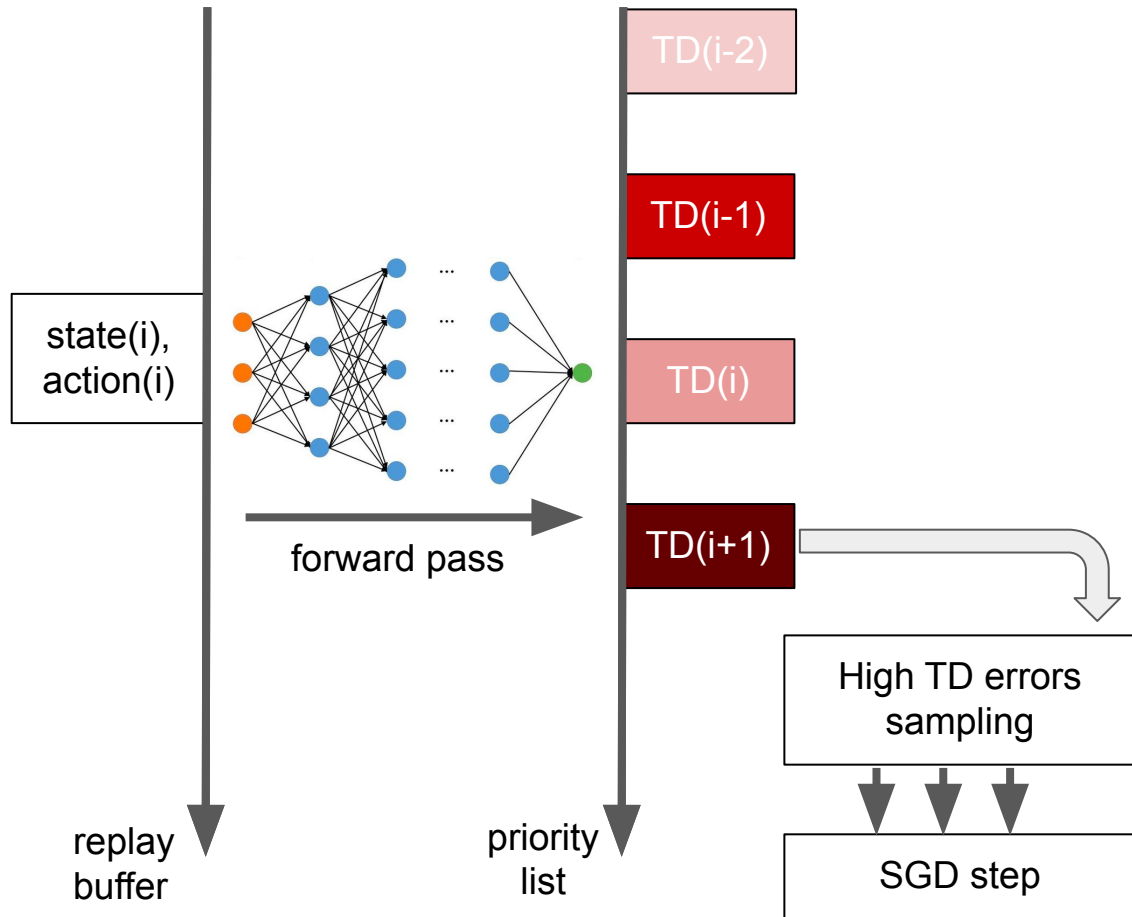 TD(i-2)
TD(i-1)
state(i),
action(i)
...
...
...
...
...
TD(i)
TD(i+1)
forward pass
High TD errors
sampling
replay
buffer
priority
list
SGD step